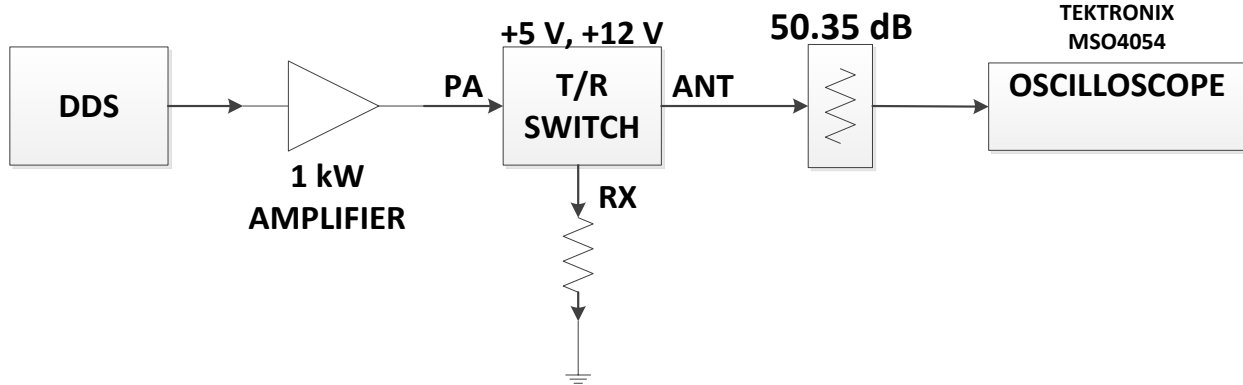 DDS
1 kW
AMPLIFIER
PA
+5 V, +12 V
T/R
SWITCH
RX
ANT
50.35 dB
TEKTRONIX
MSO4054
OSCILLOSCOPE